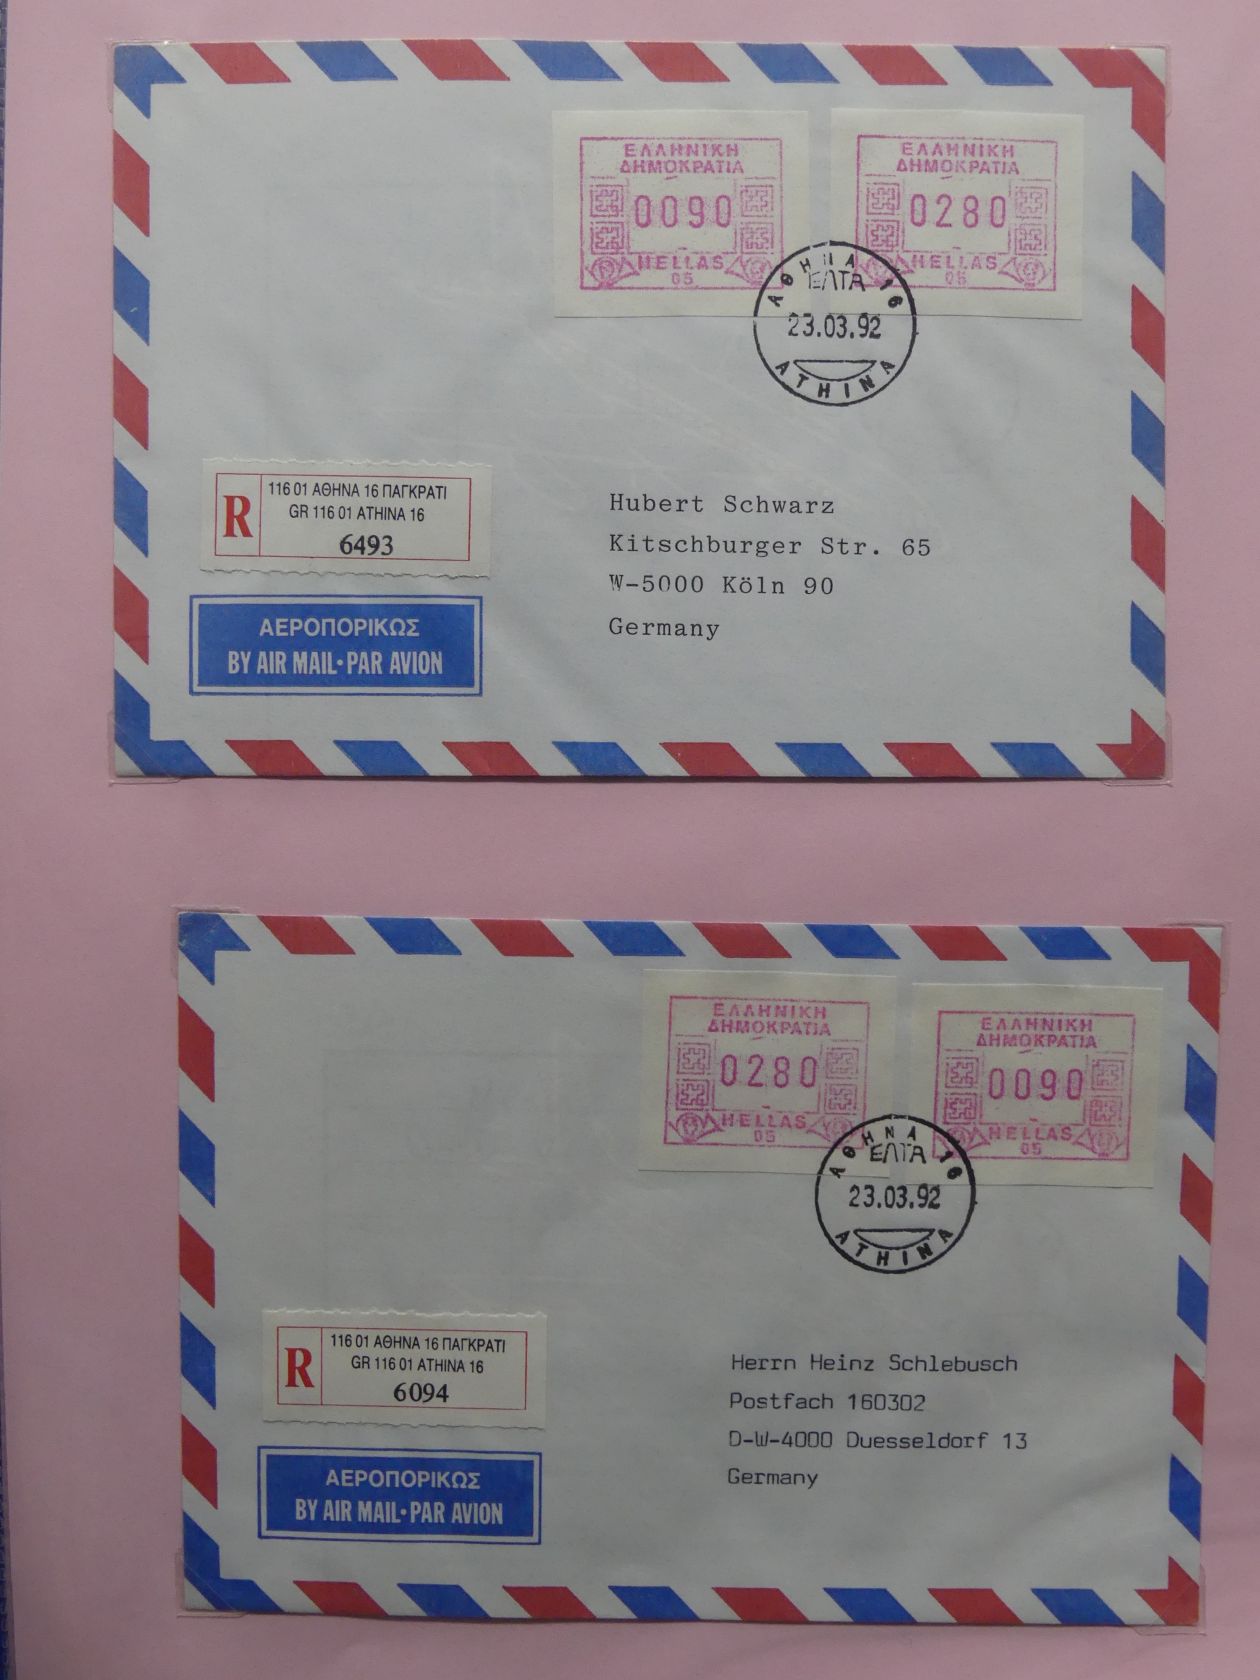 ΕΛΛΗΝΙΚΗ
ΔΗΜΟΚΡΑΤΙΑ
0090
HELLAS
05
ΕΛΛΗΝΙΚΗ
ΔΗΜΟΚΡΑΤΙΑ
0280
HELLAS
05
ΑΘΗΝΑ 16
ΕΛΤΑ
23.03.92
ATHINA
R
116 01 ΑΘΗΝΑ 16 ΠΑΓΚΡΑΤΙ
GR 116 01 ATHINA 16
6493
ΑΕΡΟΠΟΡΙΚΩΣ
BY AIR MAIL•PAR AVION
Hubert Schwarz
Kitschburger Str. 65
W-5000 Köln 90
Germany
ΕΛΛΗΝΙΚΗ
ΔΗΜΟΚΡΑΤΙΑ
0280
HELLAS
05
ΕΛΛΗΝΙΚΗ
ΔΗΜΟΚΡΑΤΙΑ
0090
HELLAS
05
ΑΘΗΝΑ 16
ΕΛΤΑ
23.03.92
ATHINA
R
116 01 ΑΘΗΝΑ 16 ΠΑΓΚΡΑΤΙ
GR 116 01 ATHINA 16
6094
ΑΕΡΟΠΟΡΙΚΩΣ
BY AIR MAIL•PAR AVION
Herrn Heinz Schlebusch
Postfach 160302
D-W-4000 Duesseldorf 13
Germany